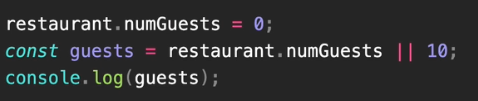 restaurant.numGuests = 0;
const guests = restaurant.numGuests || 10;
console.log(guests);